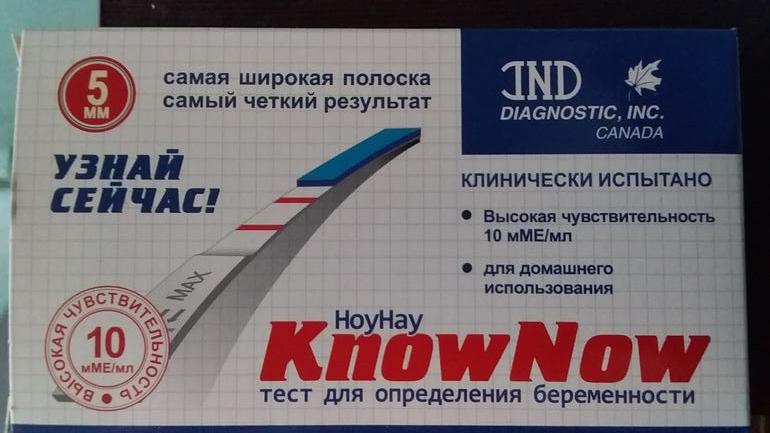 5
ММ
самая широкая полоска
самый четкий результат
IND
DIAGNOSTIC, INC.
CANADA
УЗНАЙ
СЕЙЧАС!
КЛИНИЧЕСКИ ИСПЫТАНО
• Высокая чувствительность
10 мМЕ/мл
• для домашнего
использования
MAX
ВЫСОКАЯ ЧУВСТВИТЕЛЬНОСТЬ
10
мМЕ/мл
НоуНау
KnowNow
тест для определения беременности